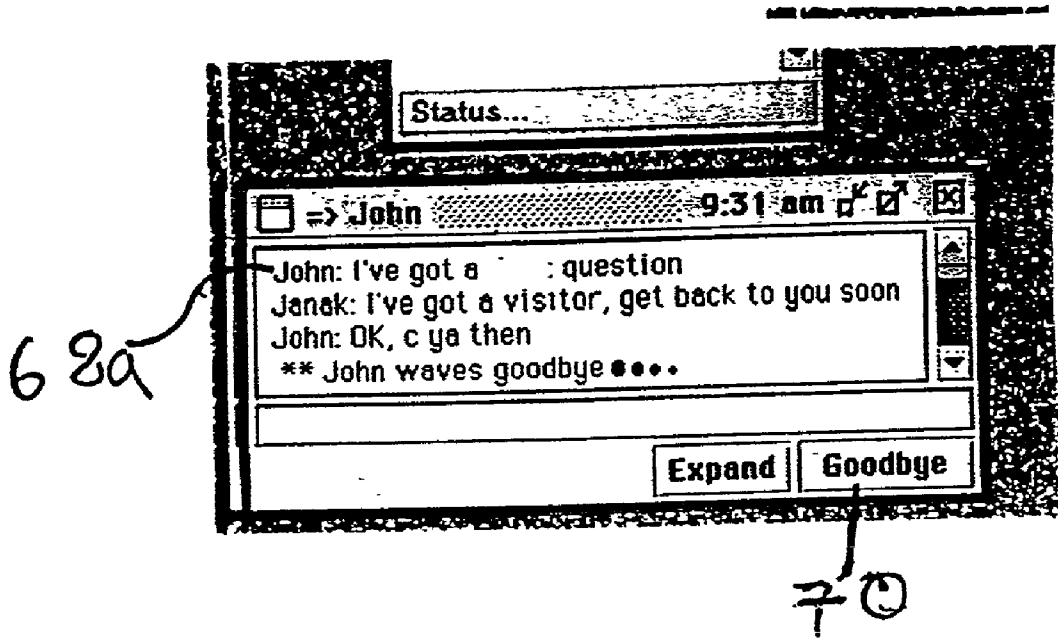 Status...
=> John 9:31 am
John: I've got a : question
Janak: I've got a visitor, get back to you soon
John: OK, c ya then
** John waves goodbye ••••
Expand Goodbye
68a
70